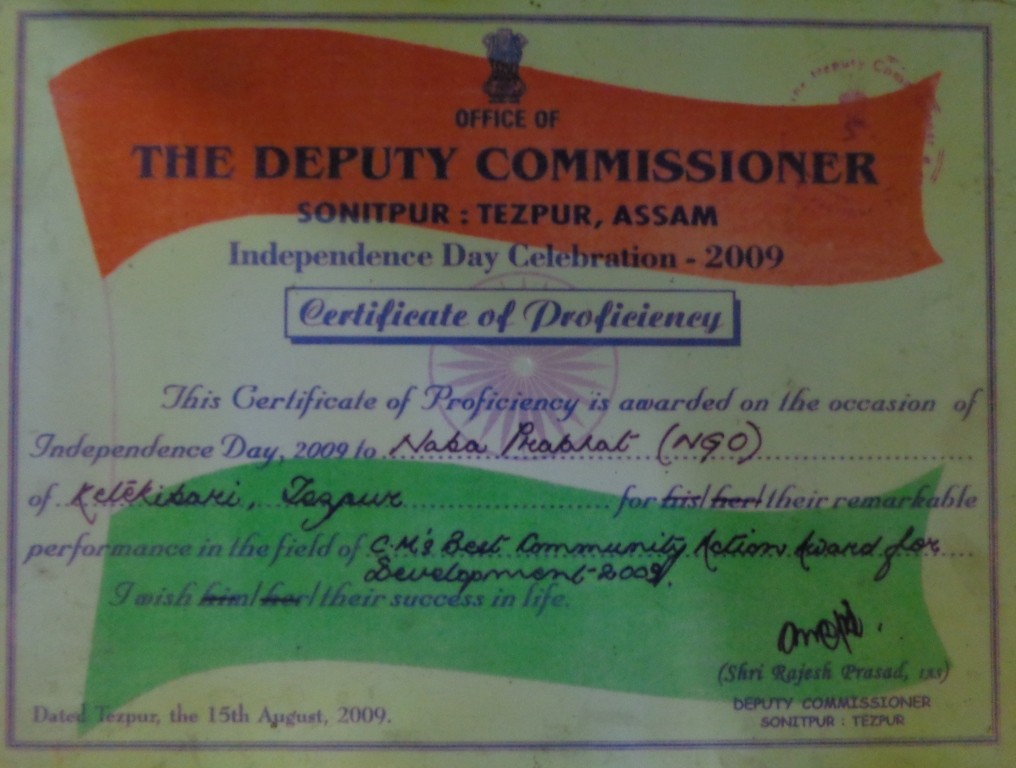 OFFICE OF
THE DEPUTY COMMISSIONER
SONITPUR : TEZPUR, ASSAM
Independence Day Celebration - 2009
Certificate of Proficiency
This Certificate of Proficiency is awarded on the occasion of
Independence Day, 2009 to Naba Prabhat (NGO)
of Ketekibari, Tezpur for his/ her/ their remarkable
performance in the field of C.M's Best Community Action Award for
Development-2009.
I wish him/ her/ their success in life.
(Shri Rajesh Prasad, IAS)
DEPUTY COMMISSIONER
SONITPUR : TEZPUR
Dated Tezpur, the 15th August, 2009.